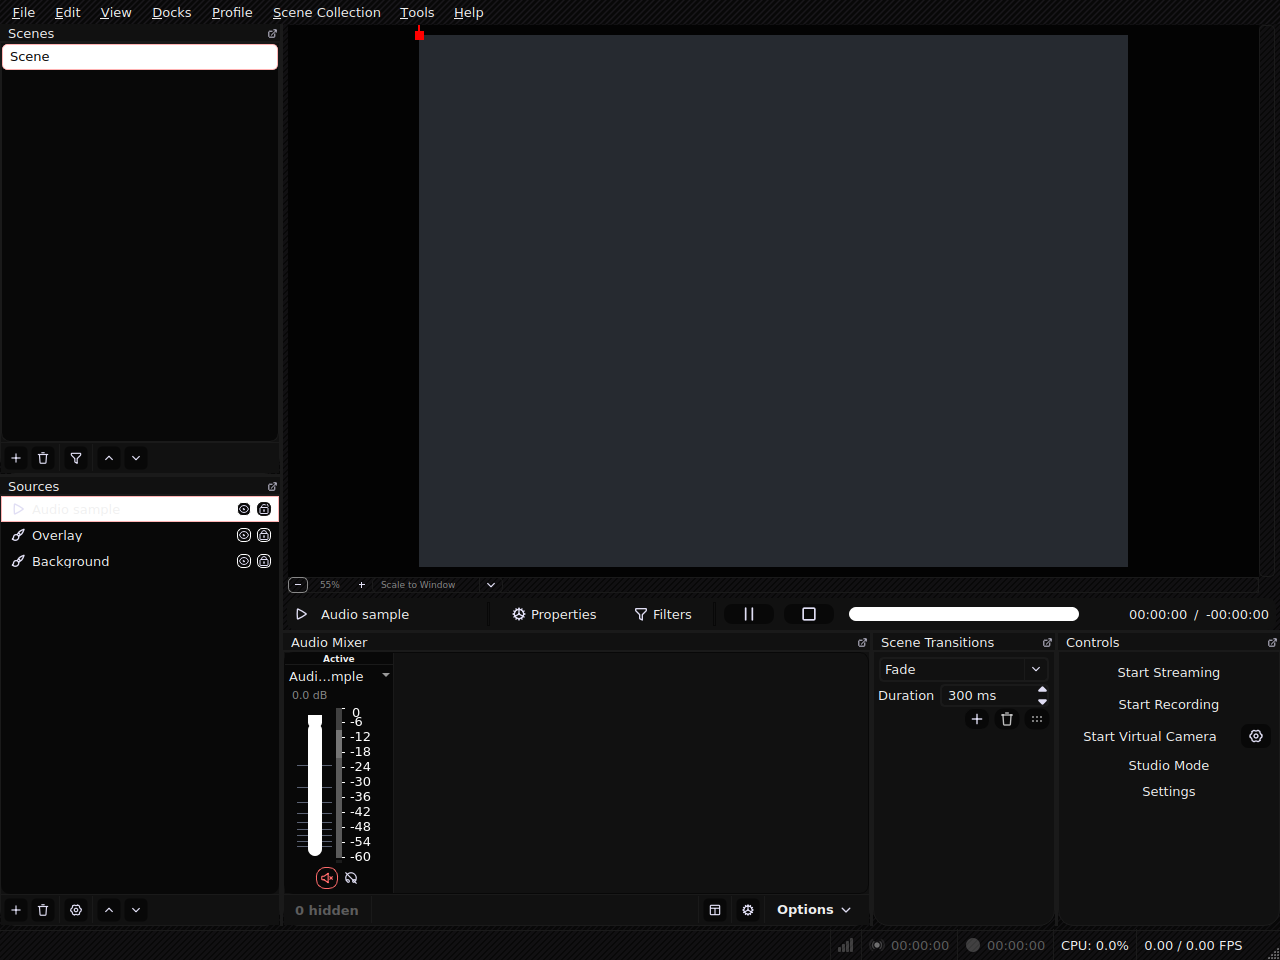 File Edit View Docks Profile Scene Collection Tools Help
Scenes
Scene
Sources
Audio sample
Overlay
Background
55% Scale to Window
Audio sample Properties Filters 00:00:00 / -00:00:00
Audio Mixer
Active
Audi...mple
0.0 dB
0
-6
-12
-18
-24
-30
-36
-42
-48
-54
-60
0 hidden Options
Scene Transitions
Fade
Duration 300 ms
Controls
Start Streaming
Start Recording
Start Virtual Camera
Studio Mode
Settings
00:00:00 00:00:00 CPU: 0.0% 0.00 / 0.00 FPS